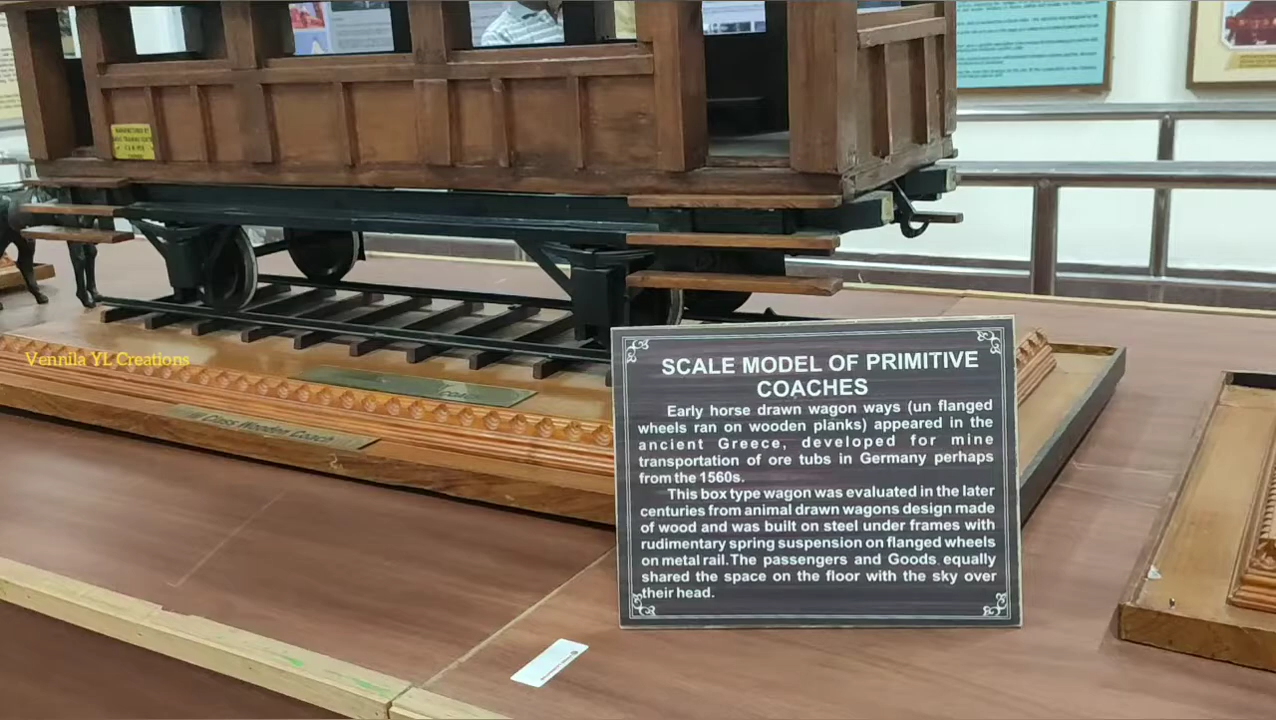 MANUFACTURED BY
Vennila YL Creations
Class Wooden Coach
SCALE MODEL OF PRIMITIVE
COACHES
Early horse drawn wagon ways (un flanged
wheels ran on wooden planks) appeared in the
ancient Greece, developed for mine
transportation of ore tubs in Germany perhaps
from the 1560s.
This box type wagon was evaluated in the later
centuries from animal drawn wagons design made
of wood and was built on steel under frames with
rudimentary spring suspension on flanged wheels
on metal rail. The passengers and Goods equally
shared the space on the floor with the sky over
their head.